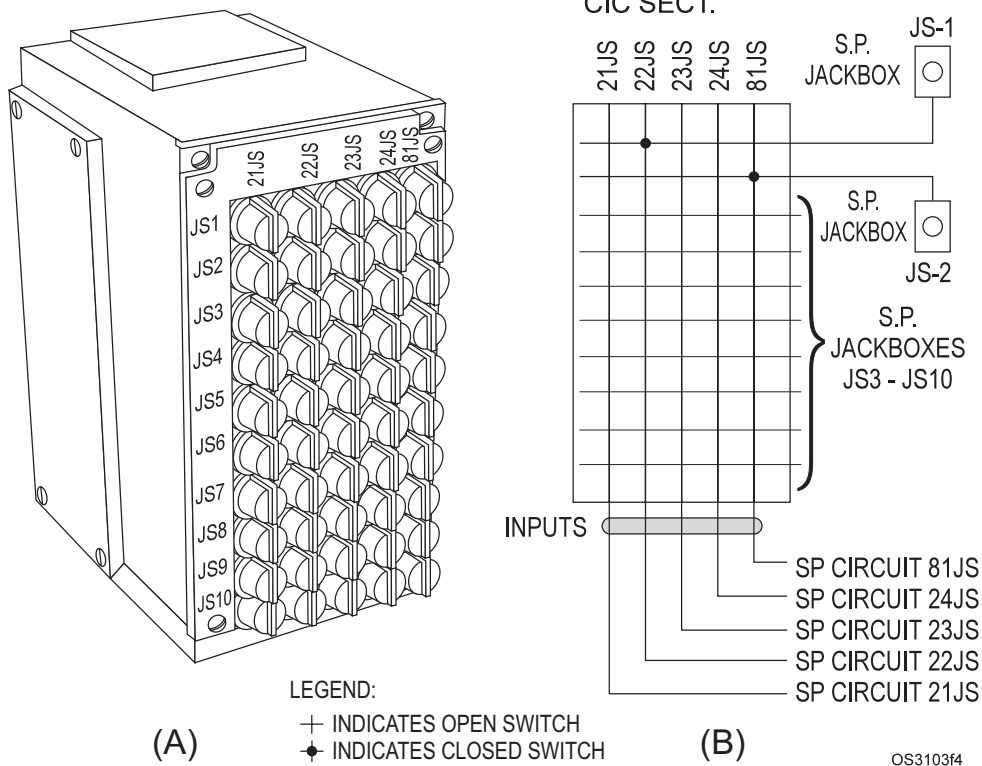 21JS
22JS
23JS
24JS
81JS
JS1
JS2
JS3
JS4
JS5
JS6
JS7
JS8
JS9
JS10
(A)
CIC SECT.
21JS
22JS
23JS
24JS
81JS
S.P.
JACKBOX
JS-1
S.P.
JACKBOX
JS-2
S.P.
JACKBOXES
JS3 - JS10
INPUTS
SP CIRCUIT 81JS
SP CIRCUIT 24JS
SP CIRCUIT 23JS
SP CIRCUIT 22JS
SP CIRCUIT 21JS
LEGEND:
INDICATES OPEN SWITCH
INDICATES CLOSED SWITCH
(B)
OS3103f4